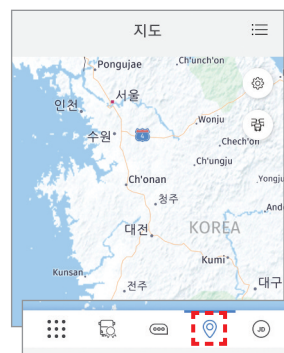 지도
Pongujae
Ch'unch'on
서울
인천
Wonju
수원
Chech'on
Ch'ungju
Ch'onan
Yongju
청주
And
대전
KOREA
Kumi
Kunsan
전주
대구
JD